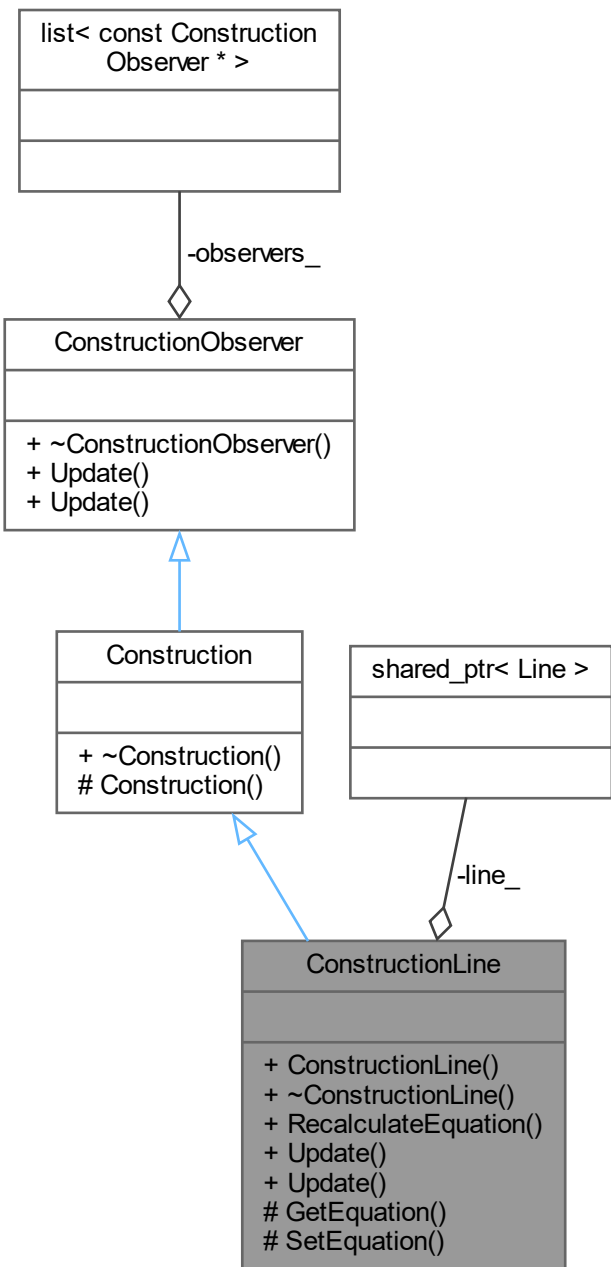 list< const Construction
Observer * >
-observers_
ConstructionObserver
+ ~ConstructionObserver()
+ Update()
+ Update()
Construction
+ ~Construction()
# Construction()
shared_ptr< Line >
-line_
ConstructionLine
+ ConstructionLine()
+ ~ConstructionLine()
+ RecalculateEquation()
+ Update()
+ Update()
# GetEquation()
# SetEquation()